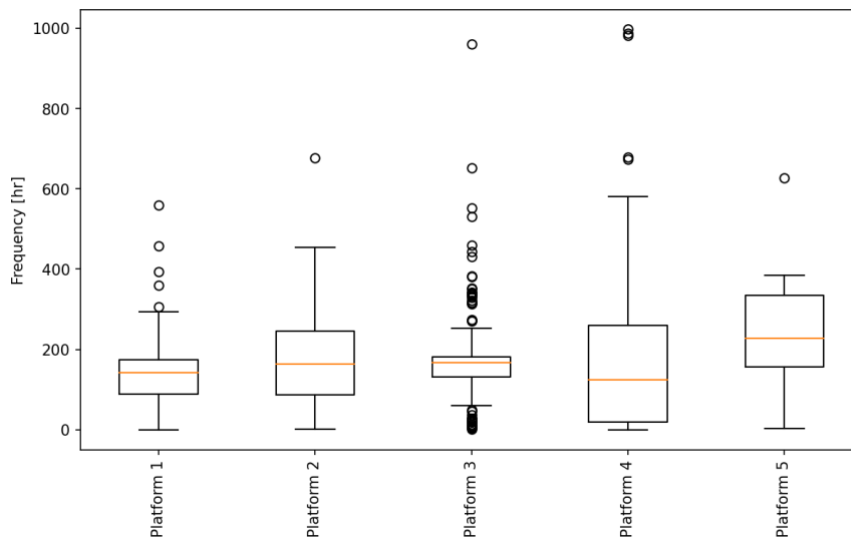 1000
800
600
400
200
0
Frequency [hr]
Platform 1
Platform 2
Platform 3
Platform 4
Platform 5